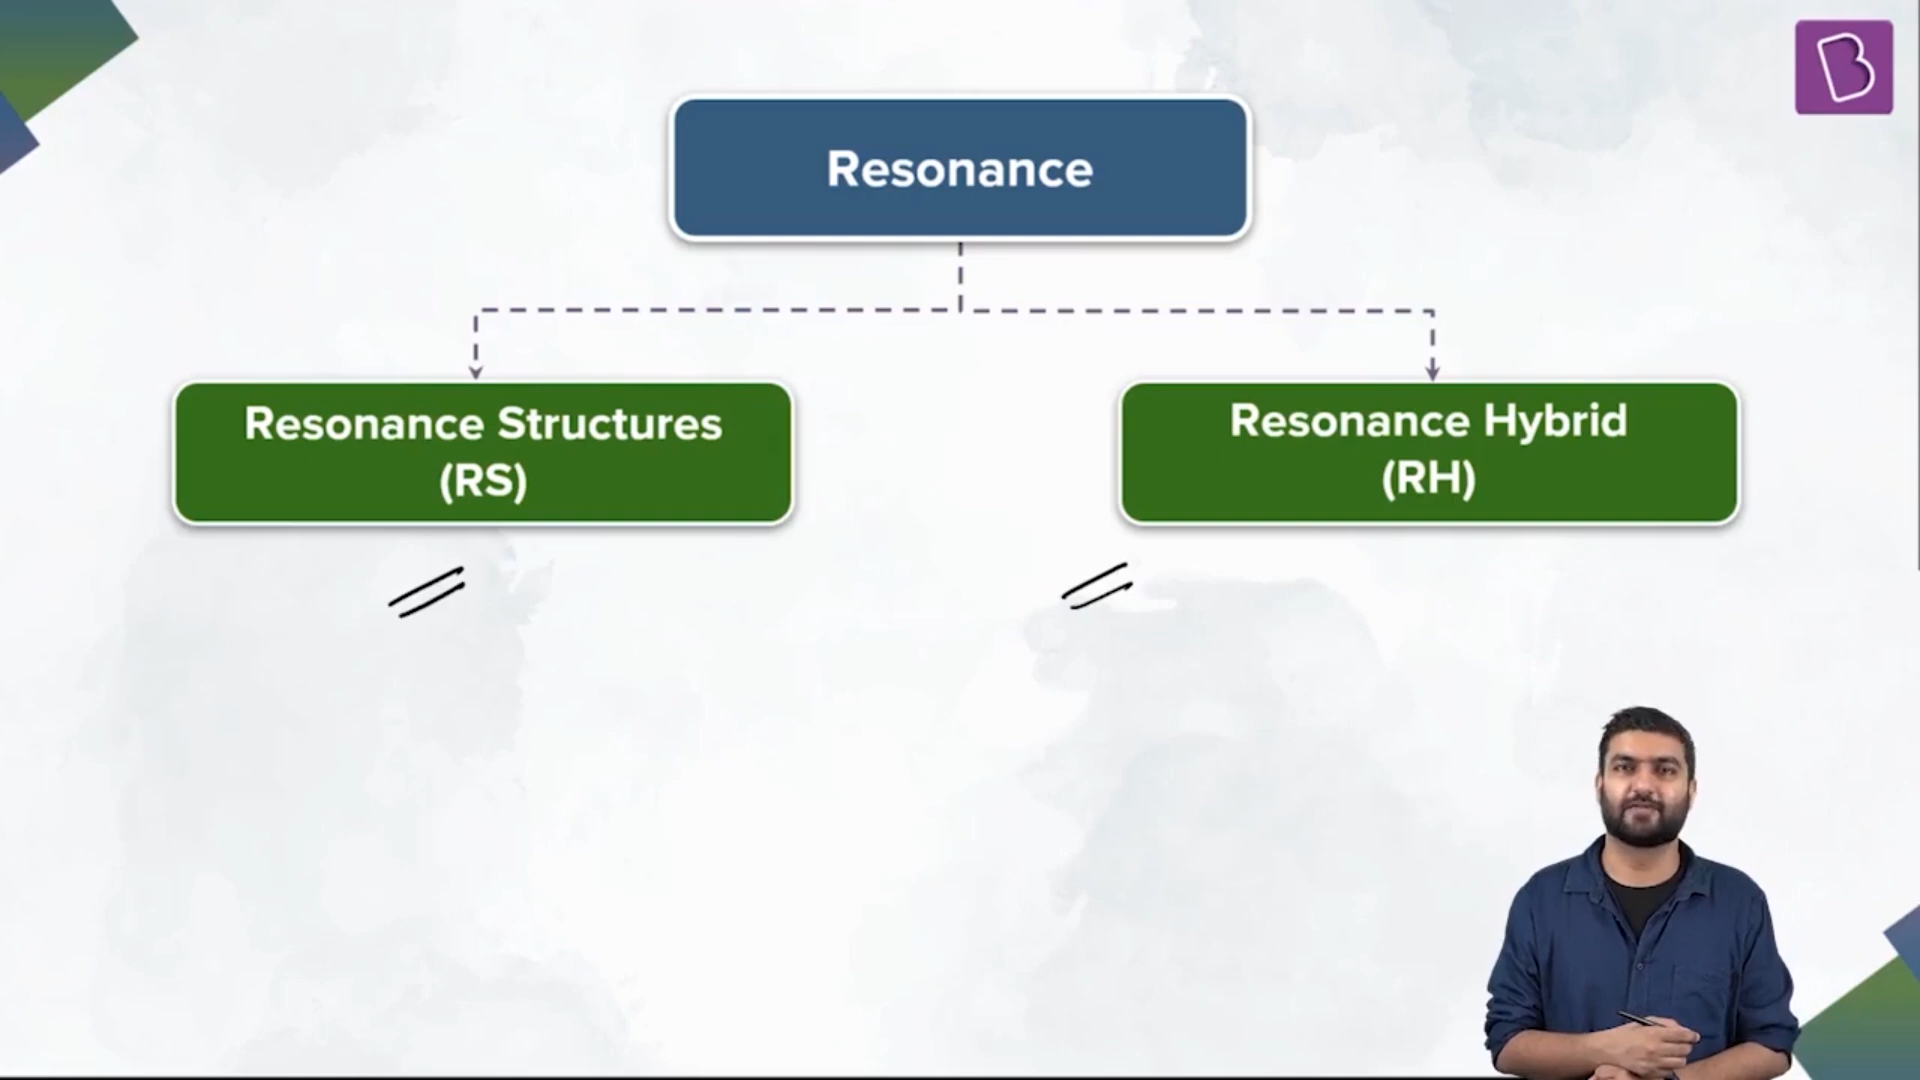 Resonance
Resonance Structures
(RS)
Resonance Hybrid
(RH)
B